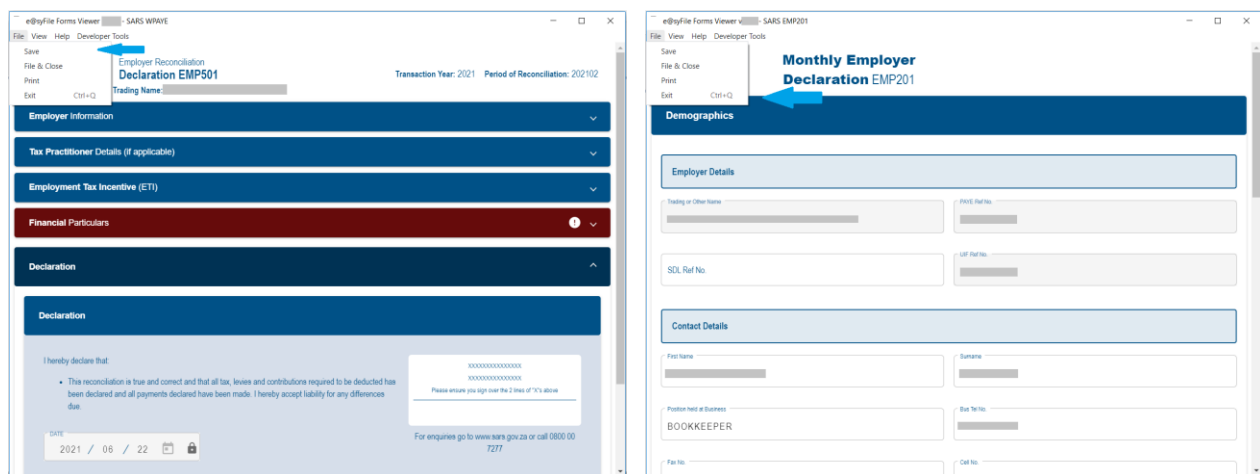 e@syFile Forms Viewer - SARS WPAYE
File View Help Developer Tools
Save
File & Close
Print
Exit Ctrl+Q
Employer Reconciliation
Declaration EMP501
Trading Name:
Transaction Year: 2021 Period of Reconciliation: 202102
Employer Information
Tax Practitioner Details (if applicable)
Employment Tax Incentive (ETI)
Financial Particulars
Declaration
Declaration
I hereby declare that:
• This reconciliation is true and correct and that all tax, levies and contributions required to be deducted has
been declared and all payments declared have been made. I hereby accept liability for any differences
due.
DATE
2021 / 06 / 22
XXXXXXXXXXXXXXX
XXXXXXXXXXXXXXX
Please ensure you sign over the 2 lines of "X"s above
For enquiries go to www.sars.gov.za or call 0800 00
7277
e@syFile Forms Viewer v - SARS EMP201
File View Help Developer Tools
Save
File & Close
Print
Exit Ctrl+Q
Monthly Employer
Declaration EMP201
Demographics
Employer Details
Trading or Other Name
PAYE Ref No.
SDL Ref No.
UIF Ref No.
Contact Details
First Name
Surname
Position held at Business
BOOKKEEPER
Bus Tel No.
Fax No.
Cell No.